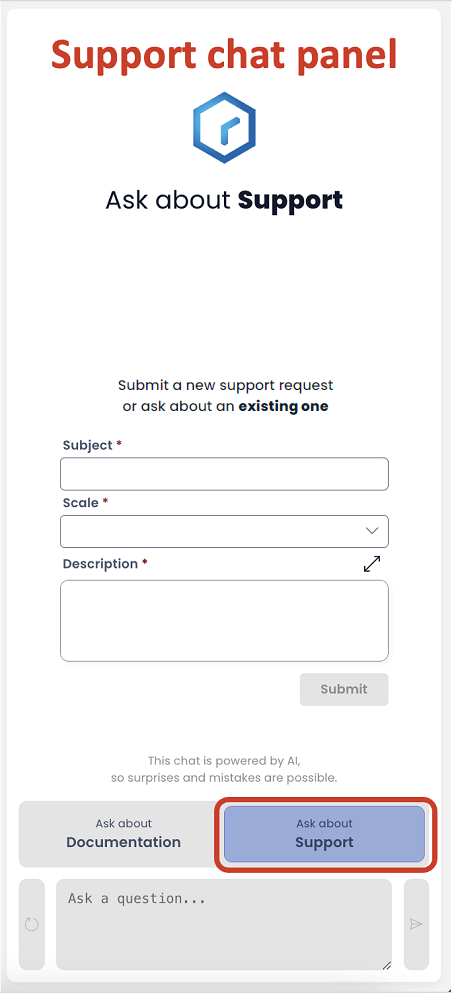 Support chat panel
Ask about Support
Submit a new support request
or ask about an existing one
Subject *
Scale *
Description *
Submit
This chat is powered by AI,
so surprises and mistakes are possible.
Ask about
Documentation
Ask about
Support
Ask a question...